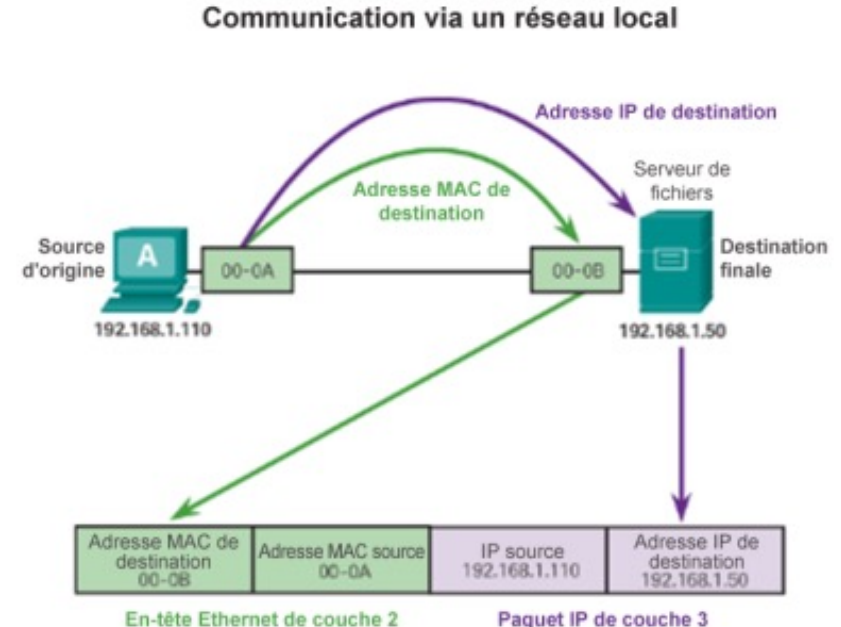 Communication via un réseau local
Adresse IP de destination
Adresse MAC de
destination
Serveur de
fichiers
Source
d'origine
A
00-0A
00-0B
Destination
finale
192.168.1.110
192.168.1.50
Adresse MAC de
destination
00-0B
Adresse MAC source
00-0A
IP source
192.168.1.110
Adresse IP de
destination
192.168.1.50
En-tête Ethernet de couche 2
Paquet IP de couche 3